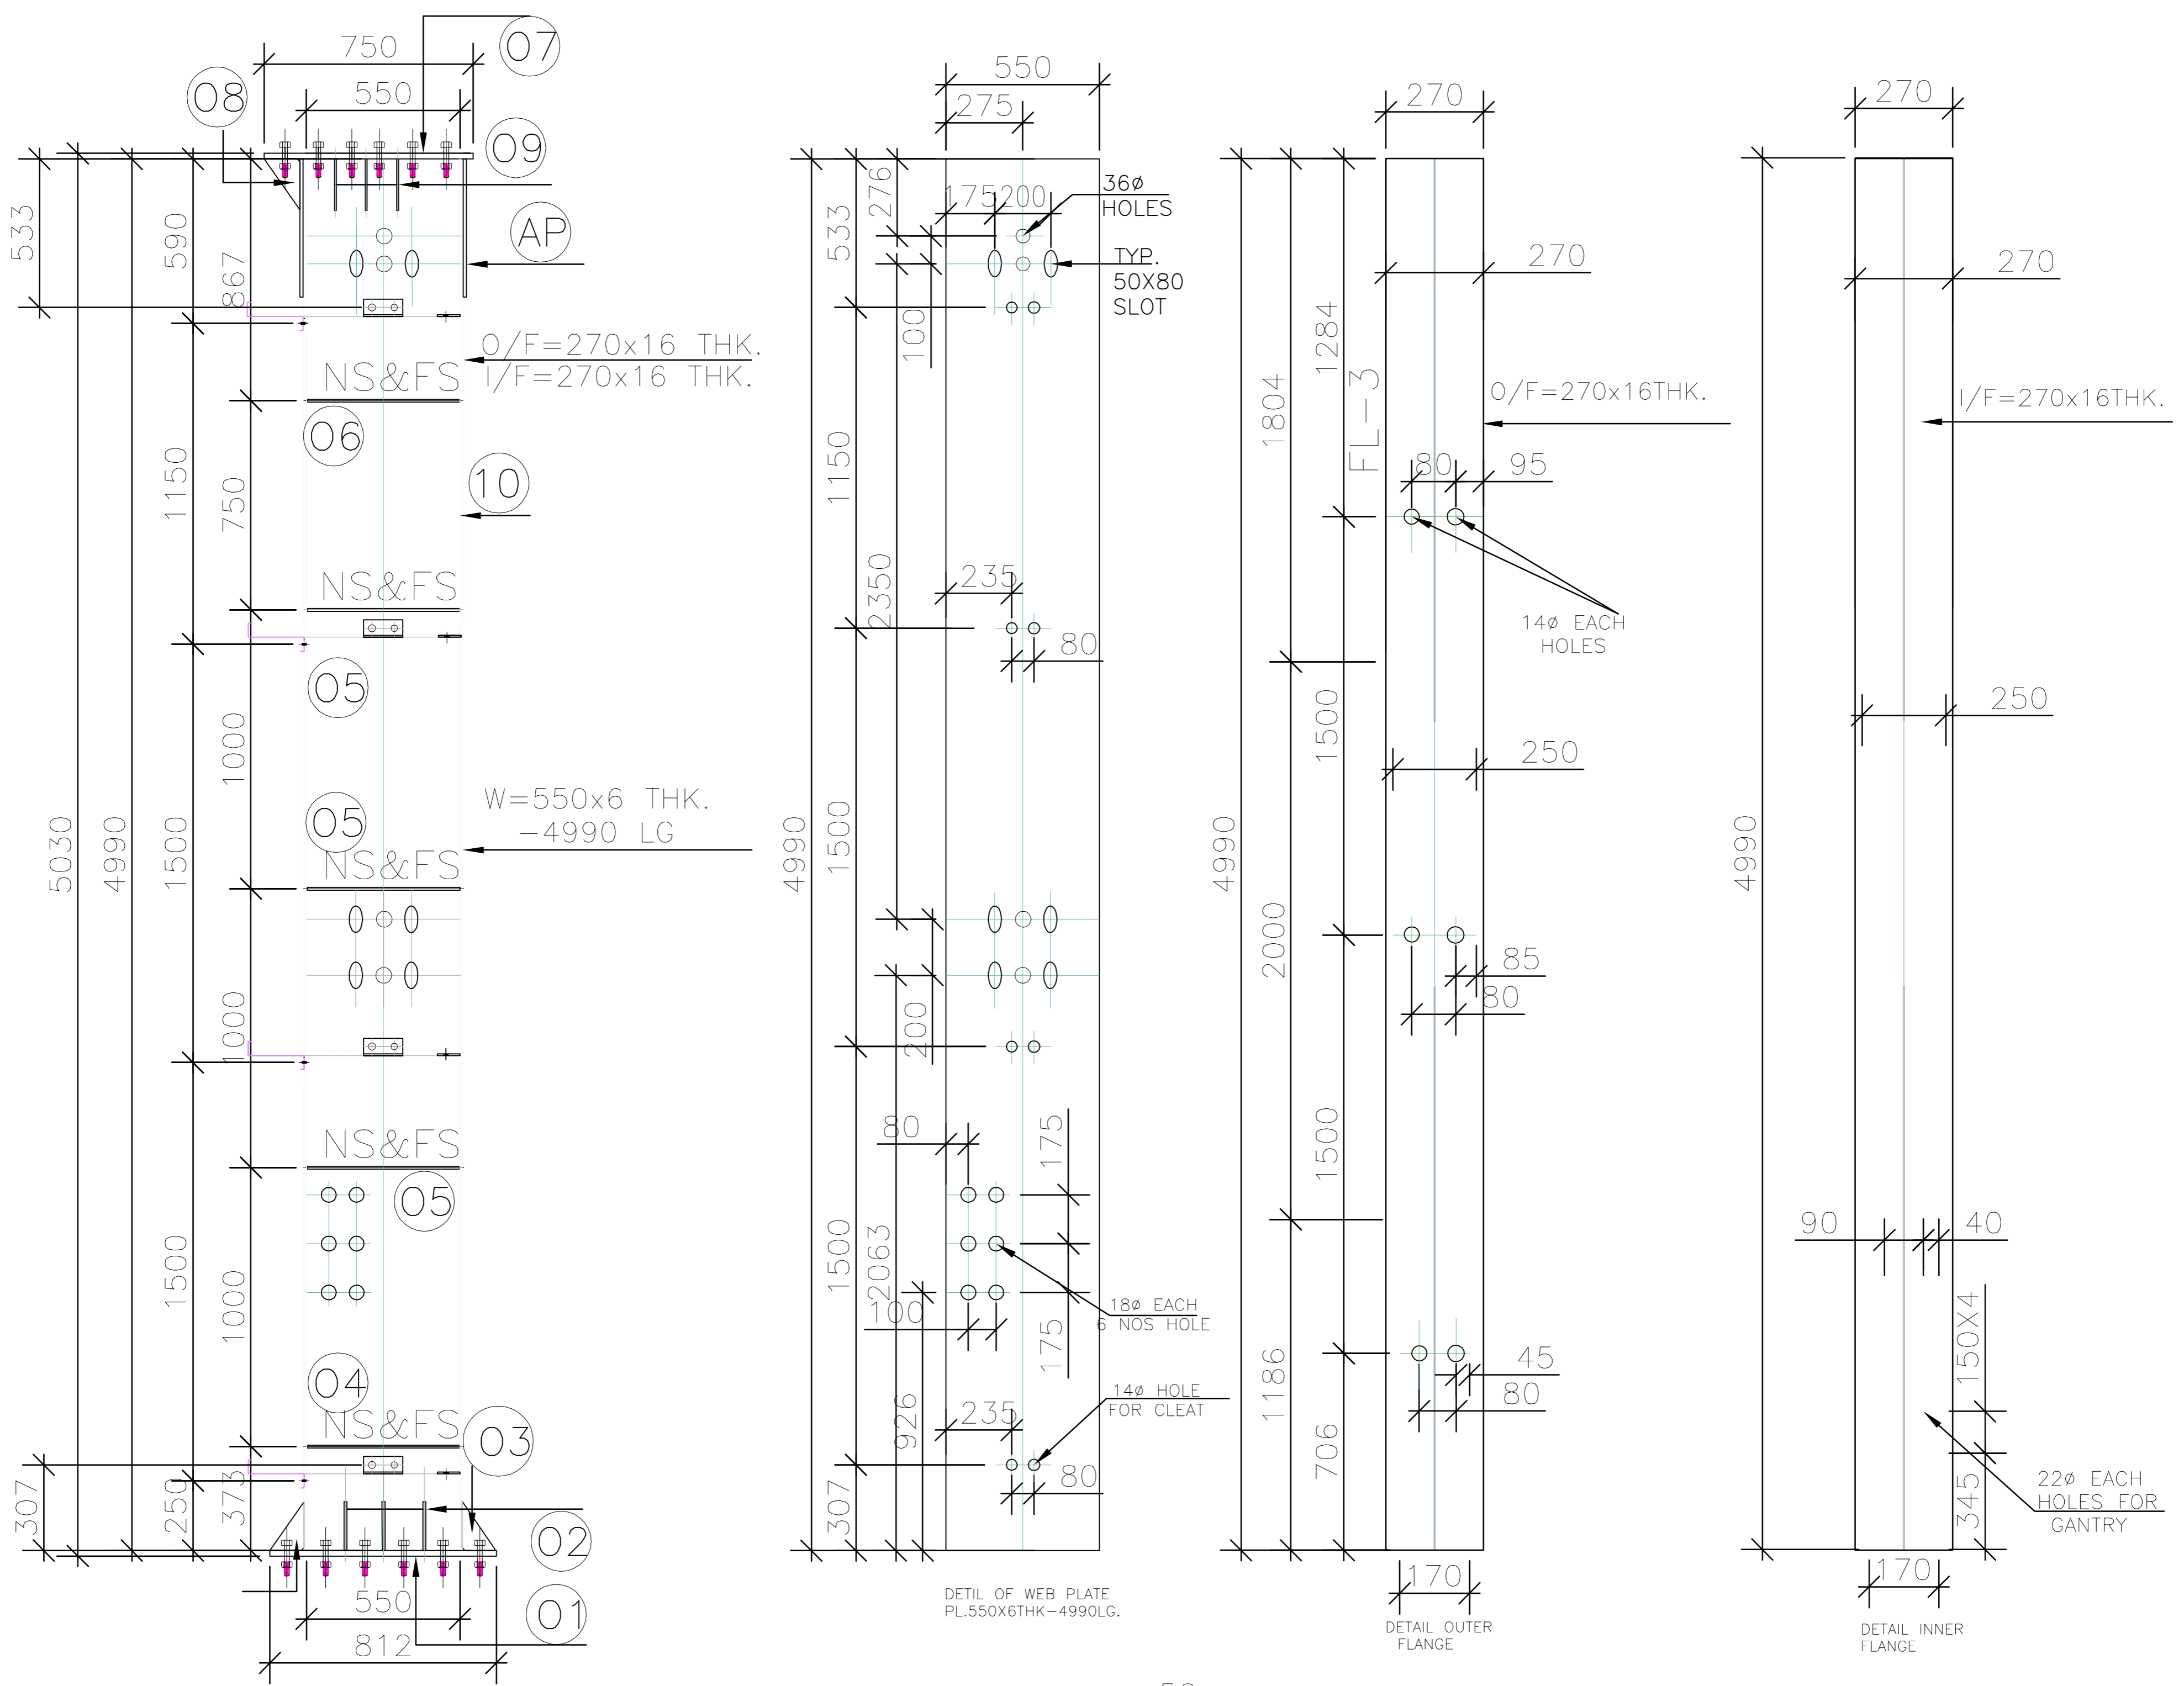 750
07
08
550
09
533
590
867
AP
O/F=270x16 THK.
I/F=270x16 THK.
NS&FS
06
10
1150
750
NS&FS
05
1000
05
W=550x6 THK.
-4990 LG
NS&FS
5030
4990
1500
1000
NS&FS
05
1500
1000
04
NS&FS
03
307
250
373
02
550
01
812
550
275
276
175
200
36ø
HOLES
533
TYP.
50X80
SLOT
100
1150
235
2350
80
4990
1500
200
80
175
1500
2063
18ø EACH
6 NOS HOLE
100
175
14ø HOLE
FOR CLEAT
235
926
80
307
DETIL OF WEB PLATE
PL.550X6THK-4990LG.
270
270
1284
1804
FL-3
O/F=270x16THK.
80
95
14ø EACH
HOLES
1500
250
4990
2000
85
80
1500
1186
45
80
706
170
DETAIL OUTER
FLANGE
270
270
I/F=270x16THK.
250
4990
90
40
150X4
22ø EACH
HOLES FOR
GANTRY
345
170
DETAIL INNER
FLANGE